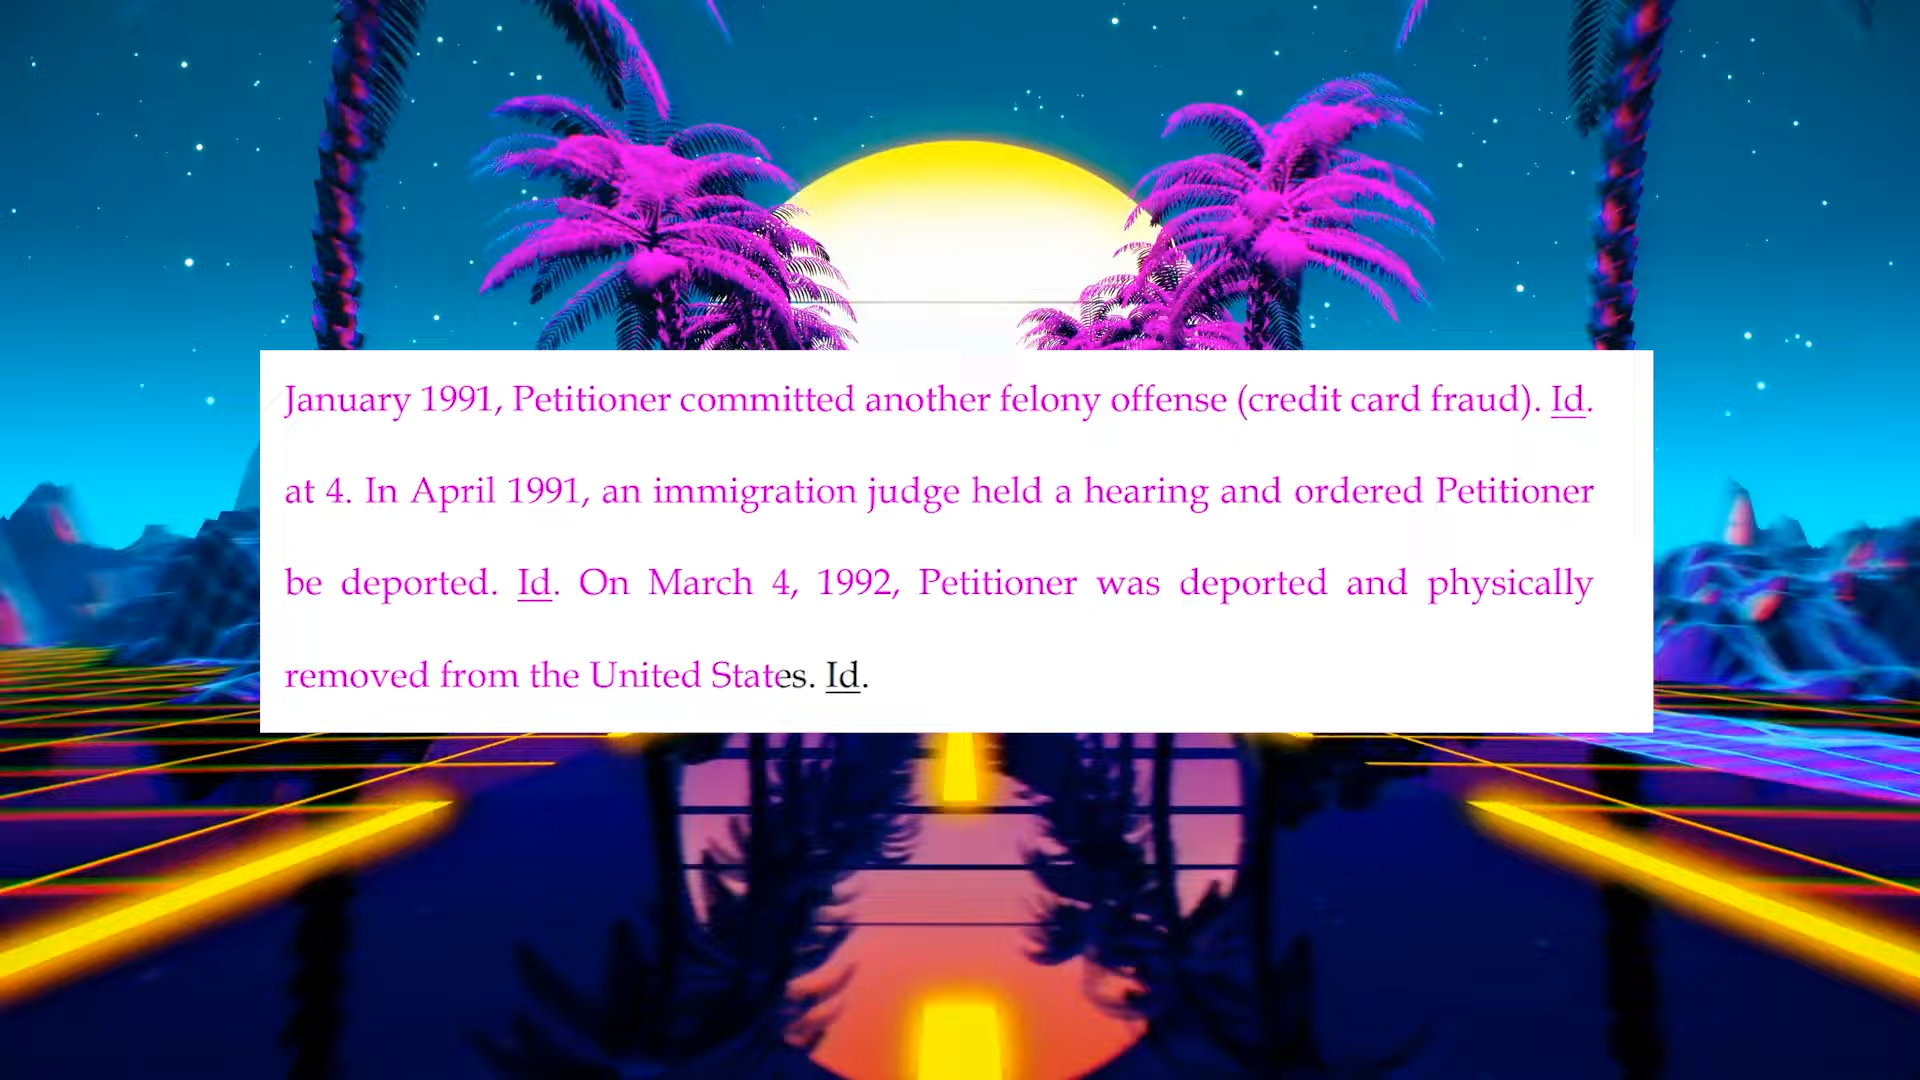 January 1991, Petitioner committed another felony offense (credit card fraud). Id.
at 4. In April 1991, an immigration judge held a hearing and ordered Petitioner
be deported. Id. On March 4, 1992, Petitioner was deported and physically
removed from the United States. Id.